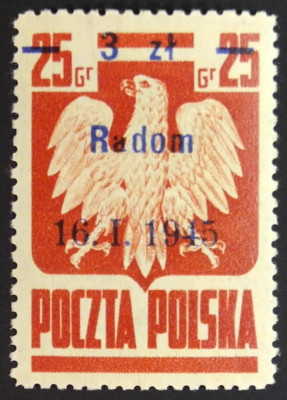 3 zł
25 Gr Gr 25
Radom
16. I. 1945
POCZTA POLSKA